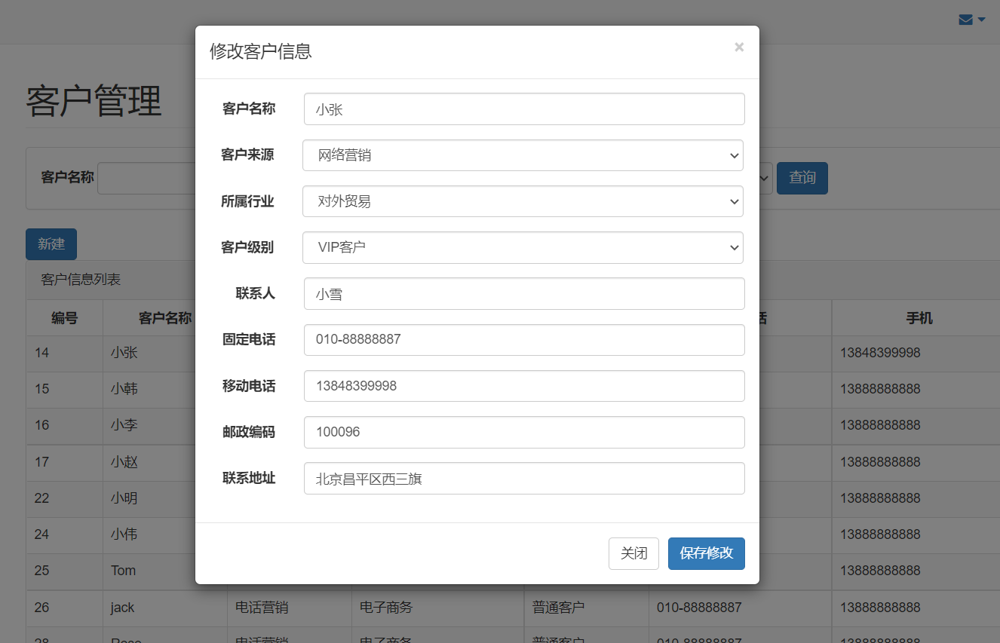 修改客户信息 ×
客户管理
客户名称 小张
客户来源 网络营销
客户名称 查询
所属行业 对外贸易
新建
客户级别 VIP客户
客户信息列表
联系人 小雪
编号 客户名称 话 手机
固定电话 010-88888887
14 小张 13848399998
移动电话 13848399998
15 小韩 13888888888
16 小李 13888888888
邮政编码 100096
17 小赵 13888888888
联系地址 北京昌平区西三旗
22 小明 13888888888
24 小伟 13888888888
关闭 保存修改
25 Tom 13888888888
26 jack 电话营销 电子商务 普通客户 010-88888887 13888888888
28 Rose 电话营销 电子商务 普通客户 010-88888887 13888888888